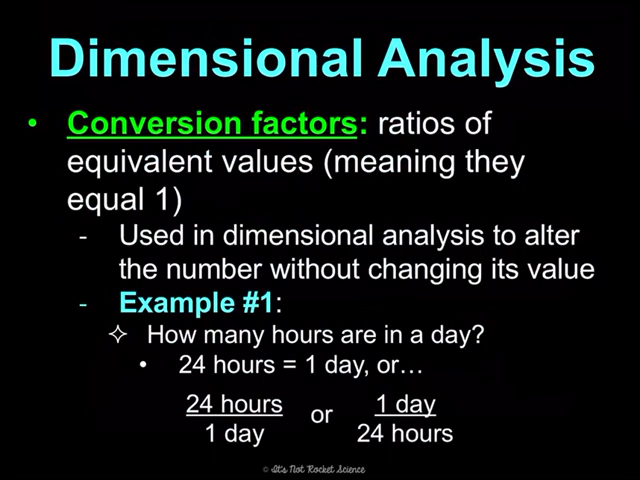 Dimensional Analysis
• Conversion factors: ratios of
equivalent values (meaning they
equal 1)
- Used in dimensional analysis to alter
the number without changing its value
- Example #1:
✧ How many hours are in a day?
• 24 hours = 1 day, or…
24 hours or 1 day
1 day 24 hours
© It's Not Rocket Science